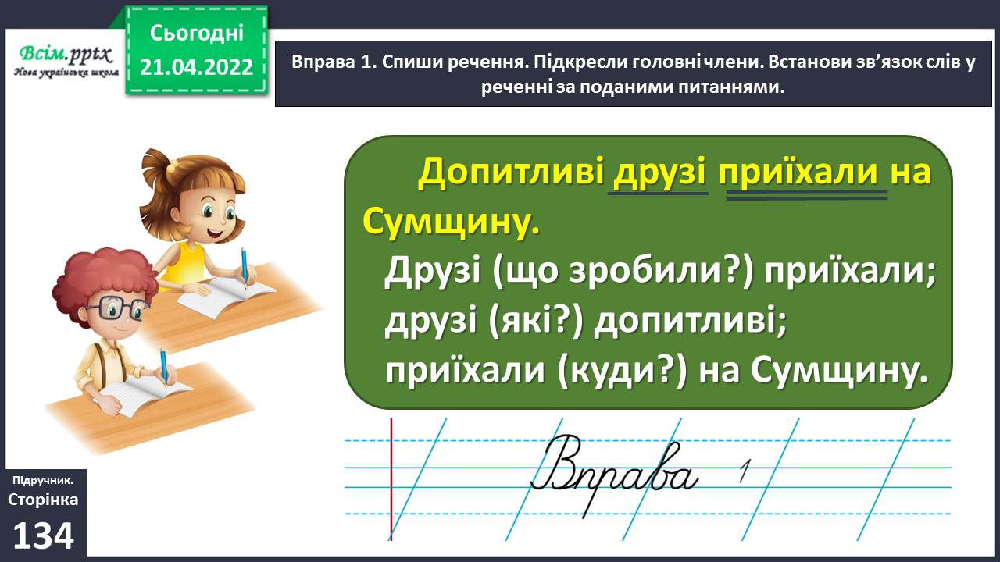 Всім.pptx
Нова українська школа
Сьогодні
21.04.2022
Вправа 1. Спиши речення. Підкресли головні члени. Встанови зв’язок слів у
реченні за поданими питаннями.
Допитливі друзі приїхали на
Сумщину.
Друзі (що зробили?) приїхали;
друзі (які?) допитливі;
приїхали (куди?) на Сумщину.
Вправа 1
Підручник.
Сторінка
134